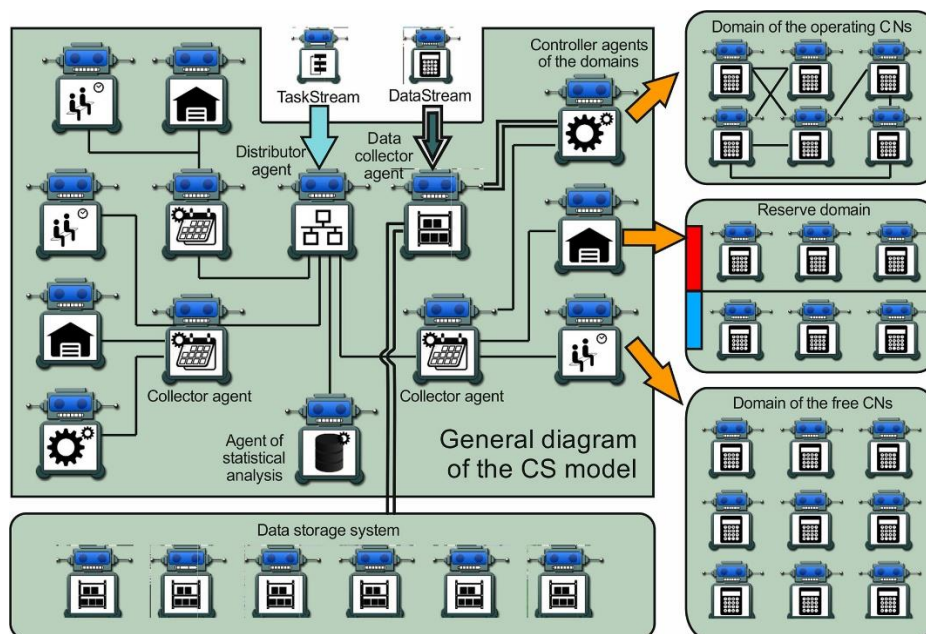 TaskStream
DataStream
Controller agents
of the domains
Domain of the operating CNs
Distributor
agent
Data
collector
agent
Reserve domain
Collector agent
Collector agent
Domain of the free CNs
Agent of
statistical
analysis
General diagram
of the CS model
Data storage system